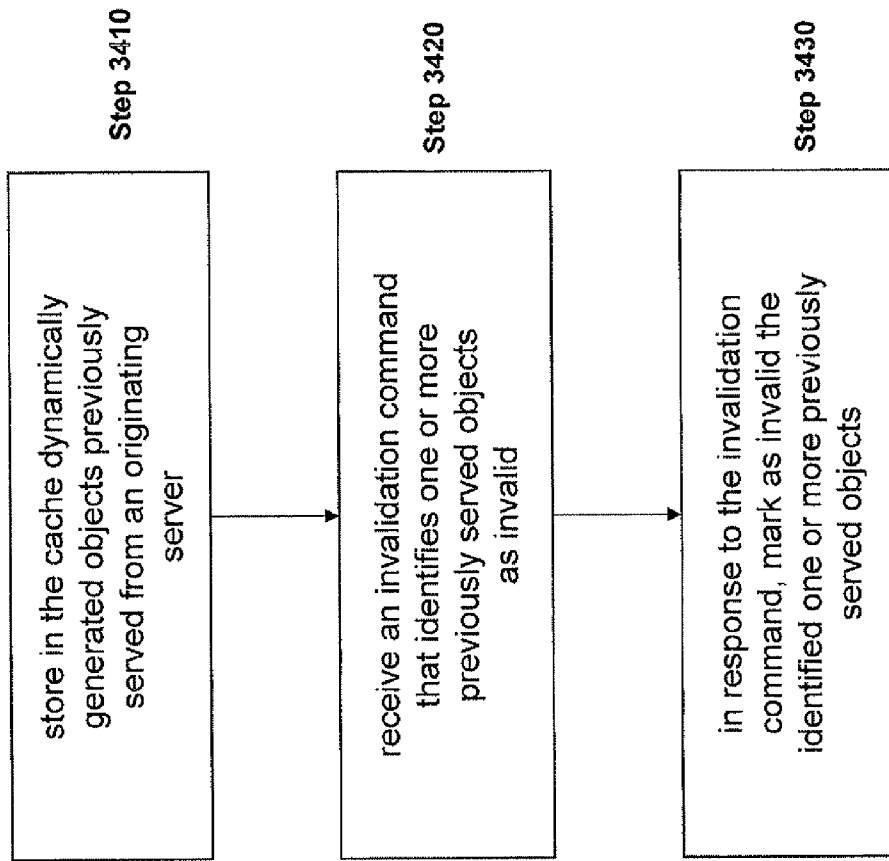 store in the cache dynamically
generated objects previously
served from an originating
server
Step 3410
receive an invalidation command
that identifies one or more
previously served objects
as invalid
Step 3420
in response to the invalidation
command, mark as invalid the
identified one or more previously
served objects
Step 3430